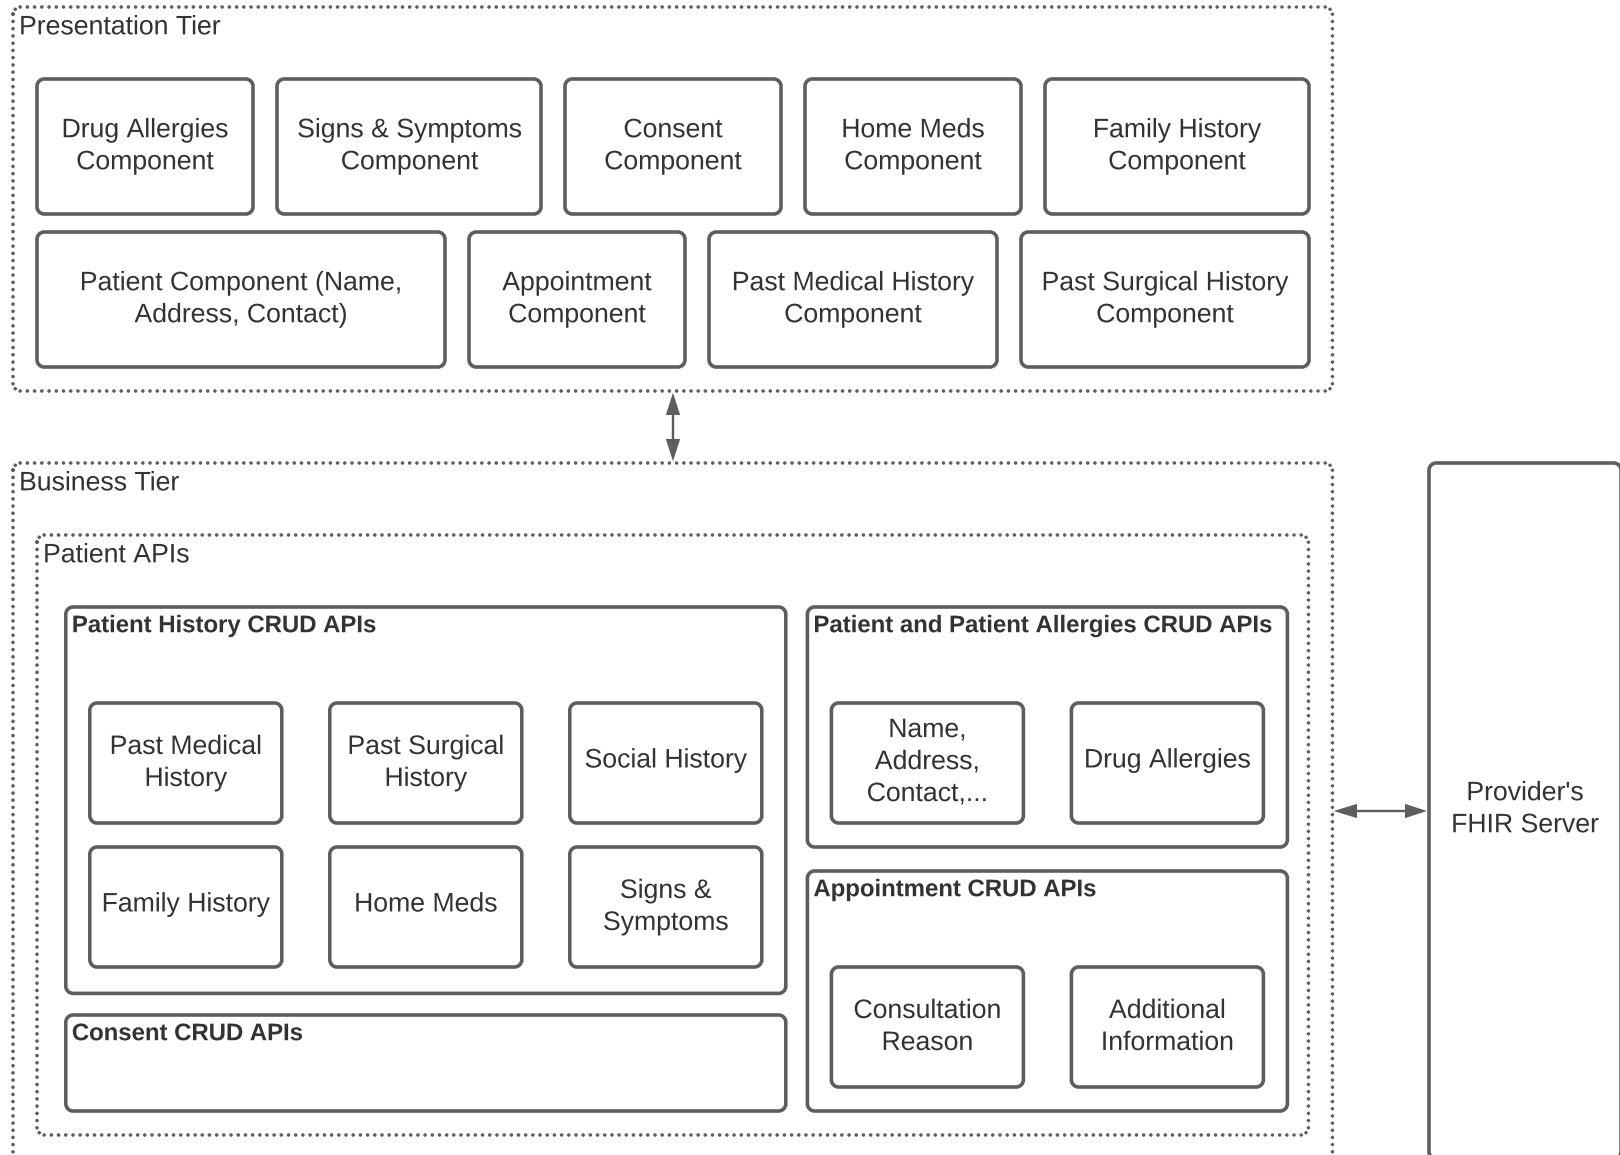 Presentation Tier
Drug Allergies
Component
Signs & Symptoms
Component
Consent
Component
Home Meds
Component
Family History
Component
Patient Component (Name,
Address, Contact)
Appointment
Component
Past Medical History
Component
Past Surgical History
Component
Business Tier
Patient APIs
Patient History CRUD APIs
Past Medical
History
Past Surgical
History
Social History
Family History
Home Meds
Signs &
Symptoms
Consent CRUD APIs
Patient and Patient Allergies CRUD APIs
Name,
Address,
Contact,...
Drug Allergies
Appointment CRUD APIs
Consultation
Reason
Additional
Information
Provider's
FHIR Server